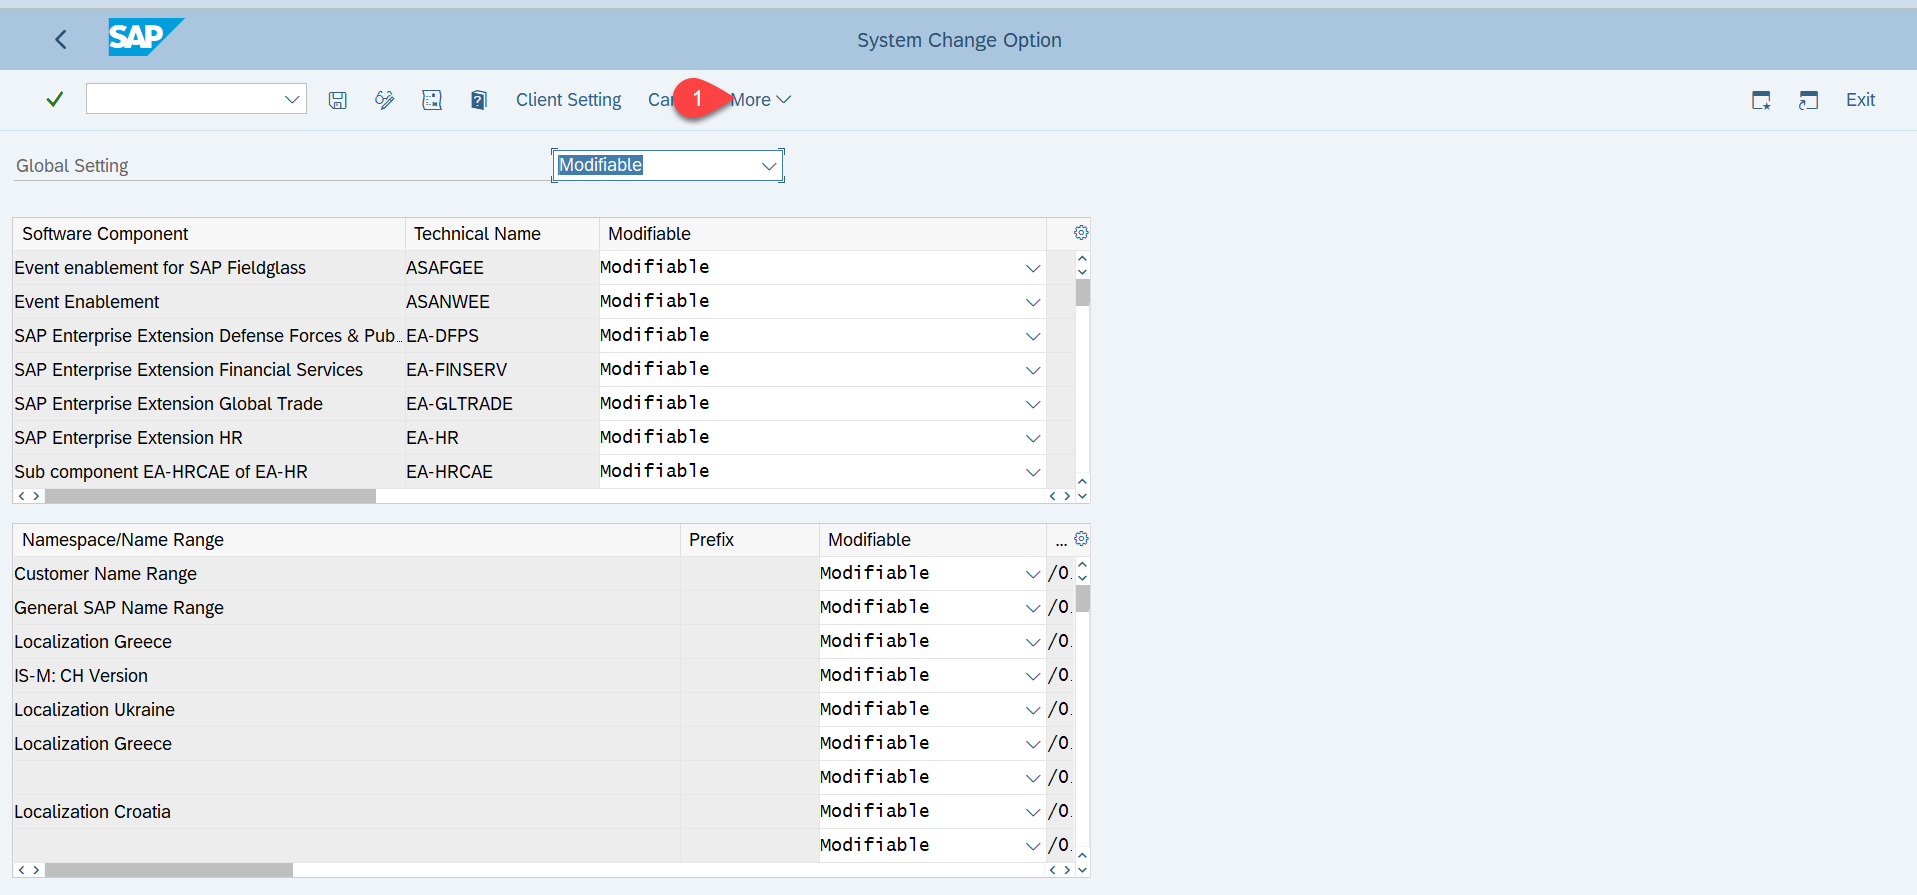 SAP
System Change Option
Client Setting Can 1 More
Exit
Global Setting Modifiable
Software Component Technical Name Modifiable
Event enablement for SAP Fieldglass ASAFGEE Modifiable
Event Enablement ASANWEE Modifiable
SAP Enterprise Extension Defense Forces & Pub... EA-DFPS Modifiable
SAP Enterprise Extension Financial Services EA-FINSERV Modifiable
SAP Enterprise Extension Global Trade EA-GLTRADE Modifiable
SAP Enterprise Extension HR EA-HR Modifiable
Sub component EA-HRCAE of EA-HR EA-HRCAE Modifiable
Namespace/Name Range Prefix Modifiable ...
Customer Name Range Modifiable /0.
General SAP Name Range Modifiable /0.
Localization Greece Modifiable /0.
IS-M: CH Version Modifiable /0.
Localization Ukraine Modifiable /0.
Localization Greece Modifiable /0.
Modifiable /0.
Localization Croatia Modifiable /0.
Modifiable /0.